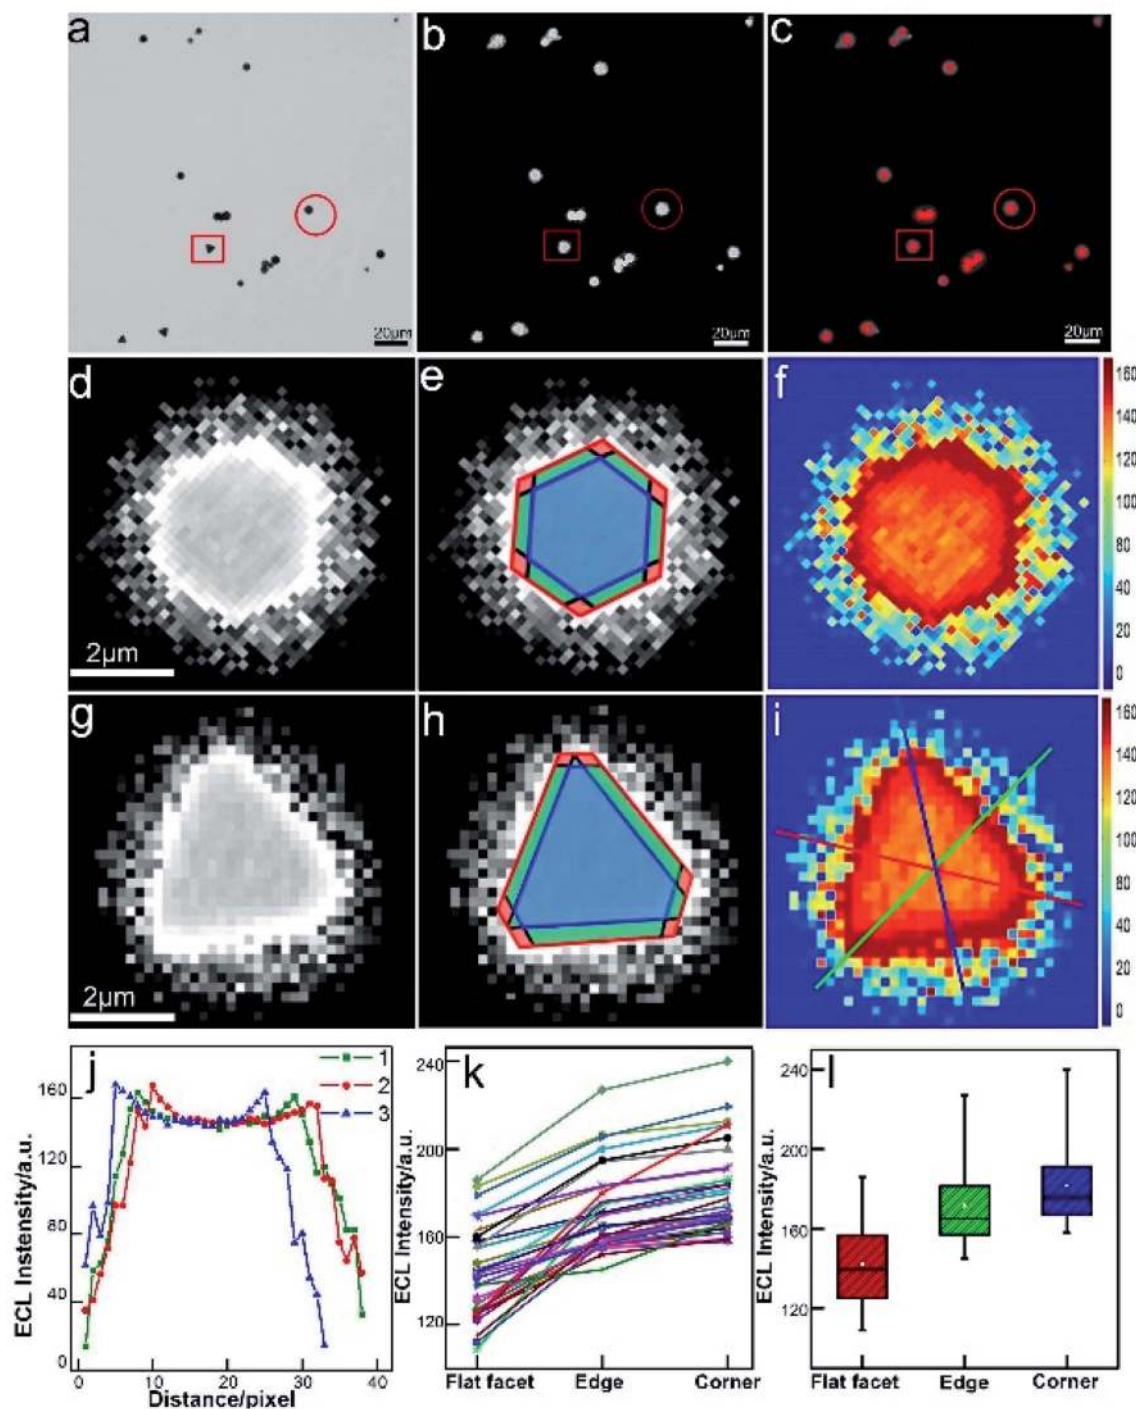 a
b
c
20μm
20μm
20μm
d
e
f
160
140
120
100
80
60
40
20
0
2μm
g
h
i
160
140
120
100
80
60
40
20
0
2μm
j
1
2
3
160
120
80
40
0
ECL Instensity/a.u.
0
10
20
30
40
Distance/pixel
k
240
200
160
120
ECL Intensity/a.u.
Flat facet
Edge
Corner
l
240
200
160
120
ECL Intensity/a.u.
Flat facet
Edge
Corner